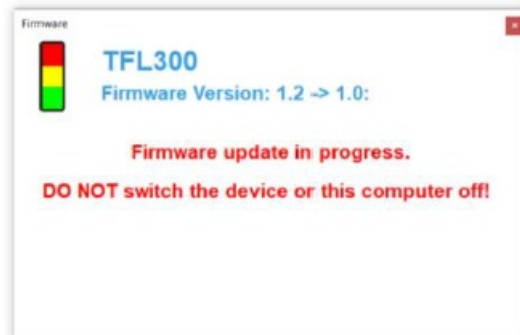 Firmware
TFL300
Firmware Version: 1.2 -> 1.0:
Firmware update in progress.
DO NOT switch the device or this computer off!